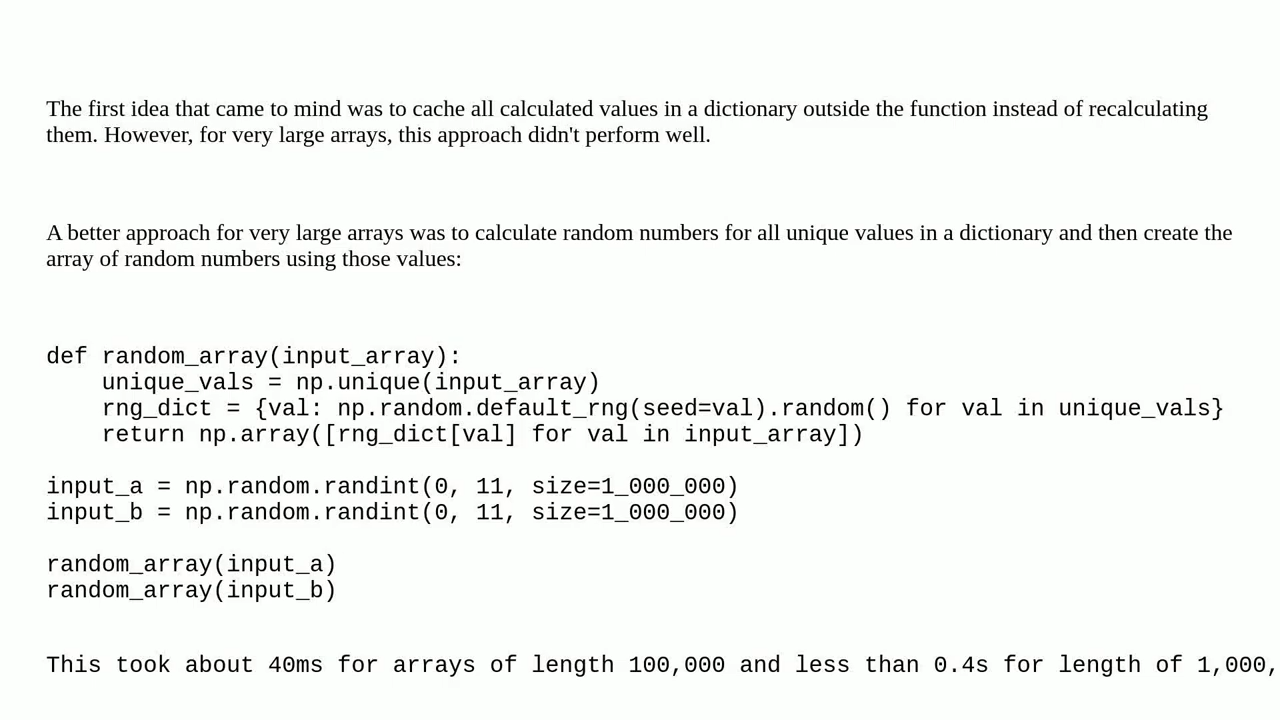 The first idea that came to mind was to cache all calculated values in a dictionary outside the function instead of recalculating
them. However, for very large arrays, this approach didn't perform well.
A better approach for very large arrays was to calculate random numbers for all unique values in a dictionary and then create the
array of random numbers using those values:
def random_array(input_array):
    unique_vals = np.unique(input_array)
    rng_dict = {val: np.random.default_rng(seed=val).random() for val in unique_vals}
    return np.array([rng_dict[val] for val in input_array])
input_a = np.random.randint(0, 11, size=1_000_000)
input_b = np.random.randint(0, 11, size=1_000_000)
random_array(input_a)
random_array(input_b)
This took about 40ms for arrays of length 100,000 and less than 0.4s for length of 1,000,